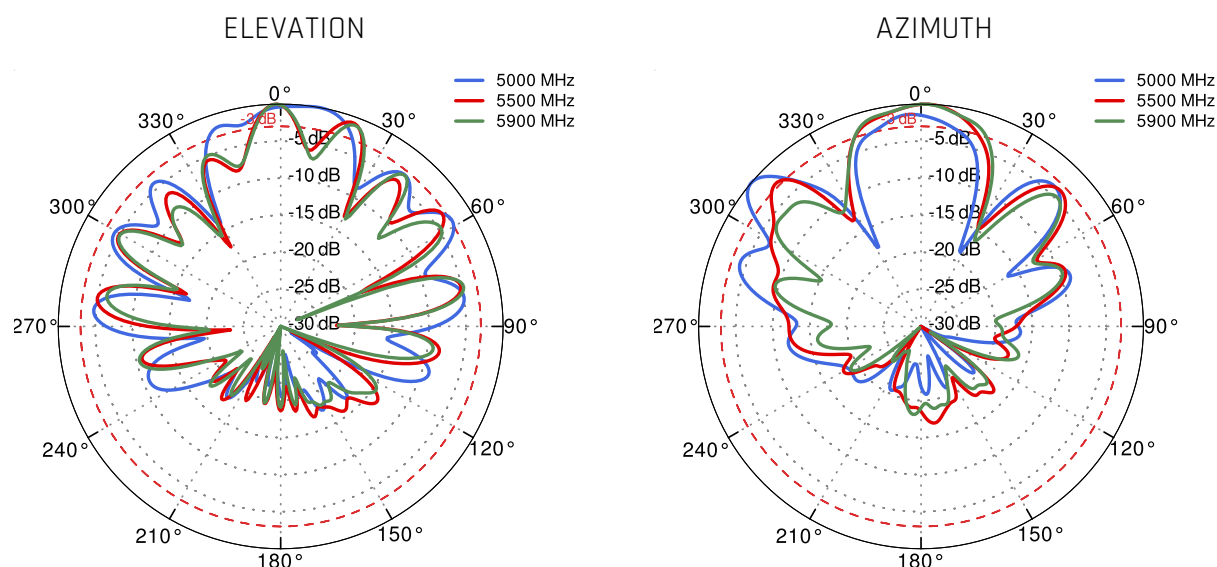 ELEVATION
5000 MHz
5500 MHz
5900 MHz
0°
30°
60°
90°
120°
150°
180°
210°
240°
270°
300°
330°
-3 dB
-5 dB
-10 dB
-15 dB
-20 dB
-25 dB
-30 dB
AZIMUTH
5000 MHz
5500 MHz
5900 MHz
0°
30°
60°
90°
120°
150°
180°
210°
240°
270°
300°
330°
-3 dB
-5 dB
-10 dB
-15 dB
-20 dB
-25 dB
-30 dB